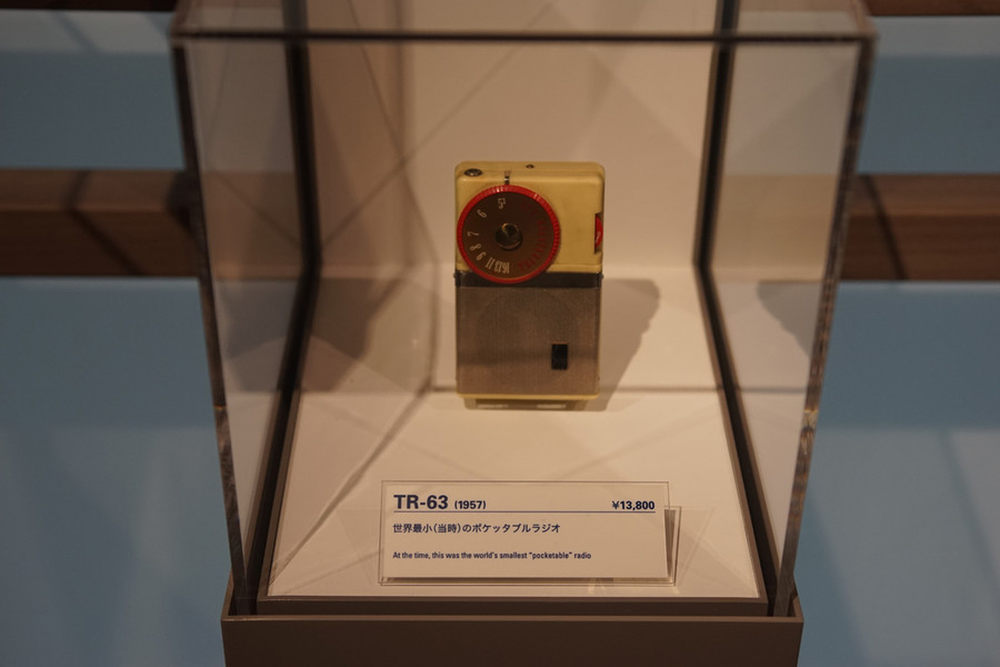 TR-63 (1957) ¥13,800
世界最小(当時)のポケッタブルラジオ
At the time, this was the world's smallest "pocketable" radio